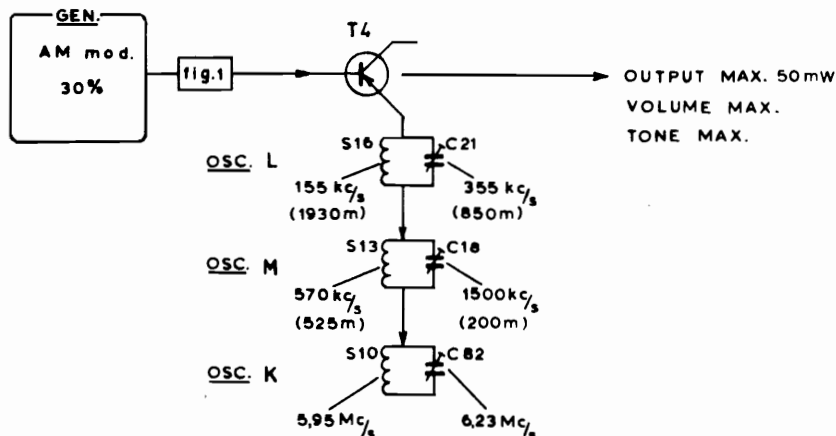 GEN.
AM mod.
30%
fig.1
T4
OUTPUT MAX. 50mW
VOLUME MAX.
TONE MAX.
S16 C21
OSC. L
155 kc/s 355 kc/s
(1930m) (850m)
S13 C18
OSC. M
570 kc/s 1500kc/s
(525m) (200m)
S10 C82
OSC. K
5,95 Mc/s 6,23 Mc/s